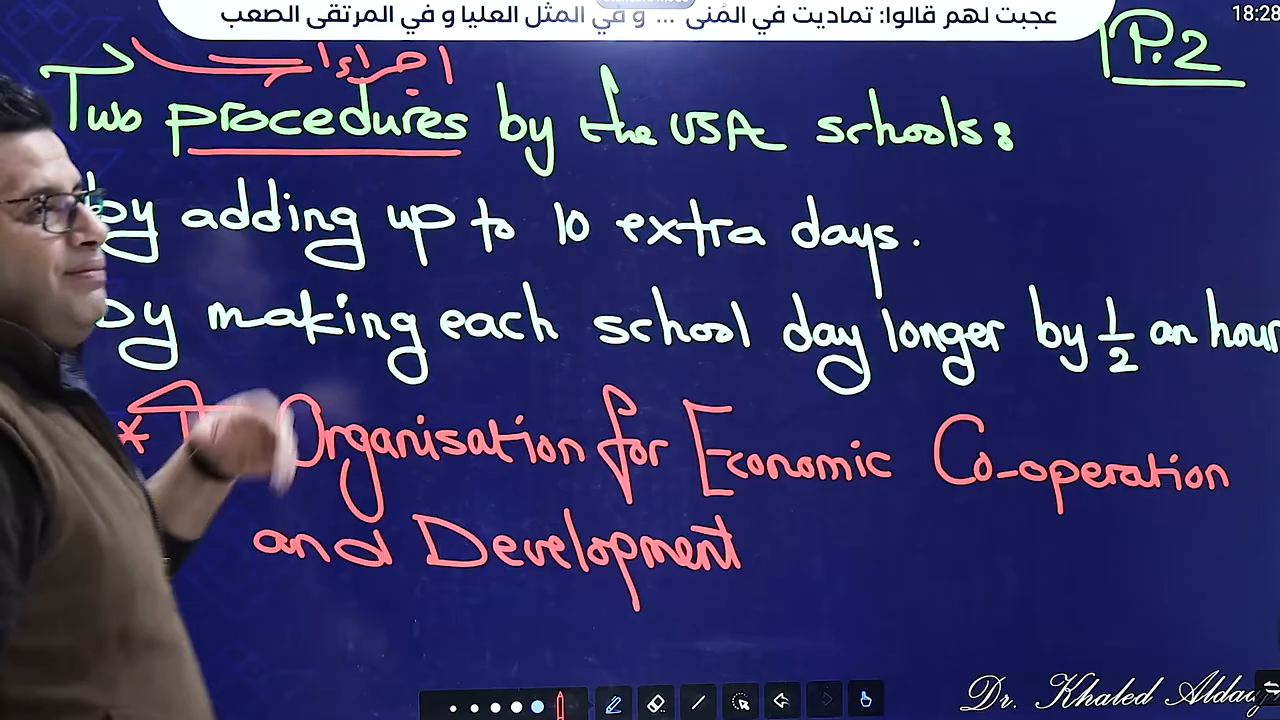 عجبت لهم قالوا: تماديت في المُنى ... و في المثل العليا و في المرتقى الصعب
18:28
P.2
اجراءا
Two procedures by the USA schools:
by adding up to 10 extra days.
by making each school day longer by 1/2 an hour
* Organisation for Economic Co-operation
and Development
Dr. Khaled